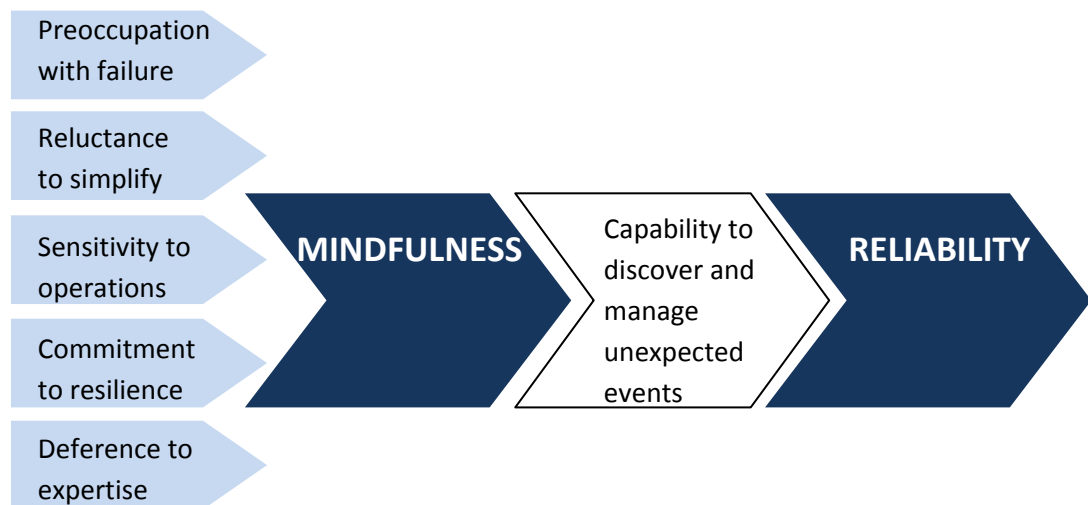 Preoccupation
with failure
Reluctance
to simplify
Sensitivity to
operations
Commitment
to resilience
Deference to
expertise
MINDFULNESS
Capability to
discover and
manage
unexpected
events
RELIABILITY